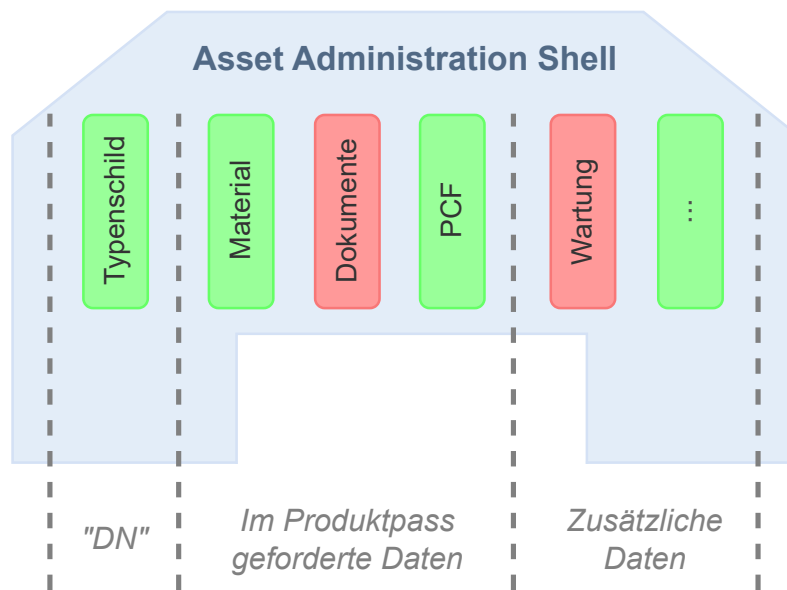 Asset Administration Shell
Typenschild
Material
Dokumente
PCF
Wartung
...
"DN"
Im Produktpass
geforderte Daten
Zusätzliche
Daten